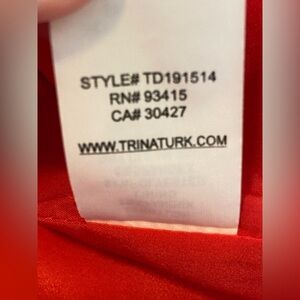 STYLE# TD191514
RN# 93415
CA# 30427
WWW.TRINATURK.COM